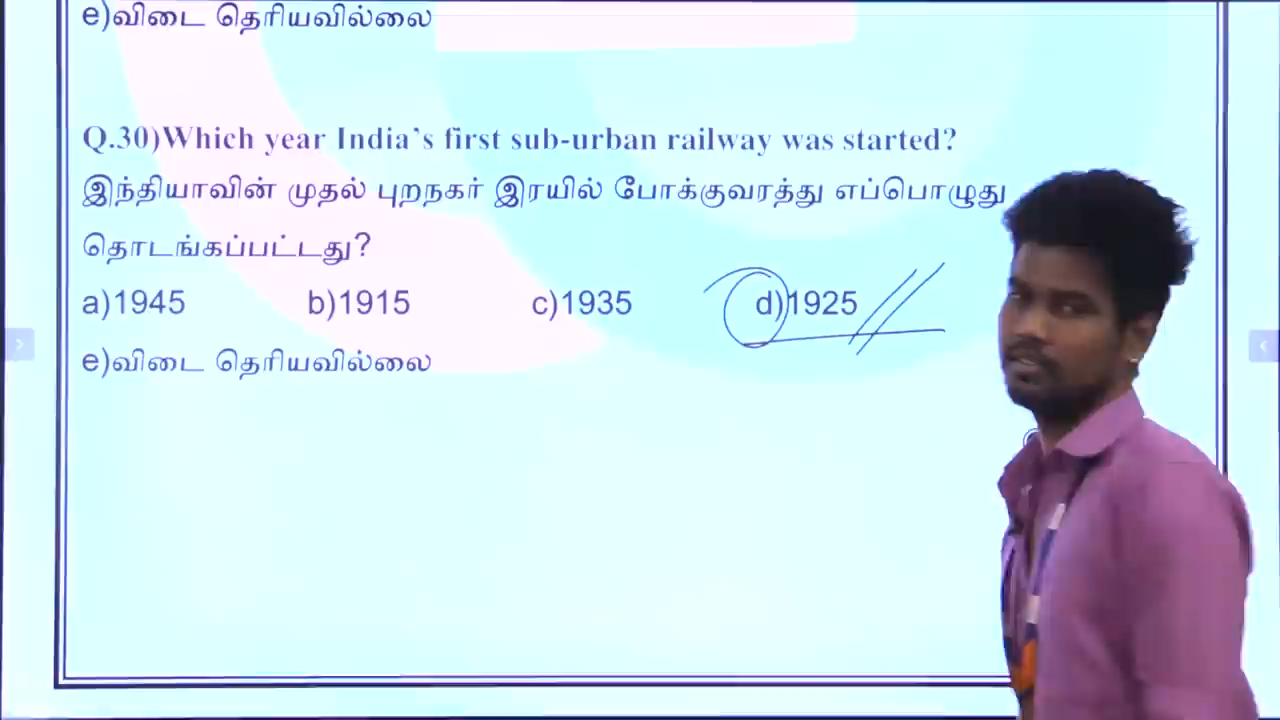 e)விடை தெரியவில்லை
Q.30)Which year India’s first sub-urban railway was started?
இந்தியாவின் முதல் புறநகர் இரயில் போக்குவரத்து எப்பொழுது
தொடங்கப்பட்டது?
a)1945 b)1915 c)1935 d)1925
e)விடை தெரியவில்லை